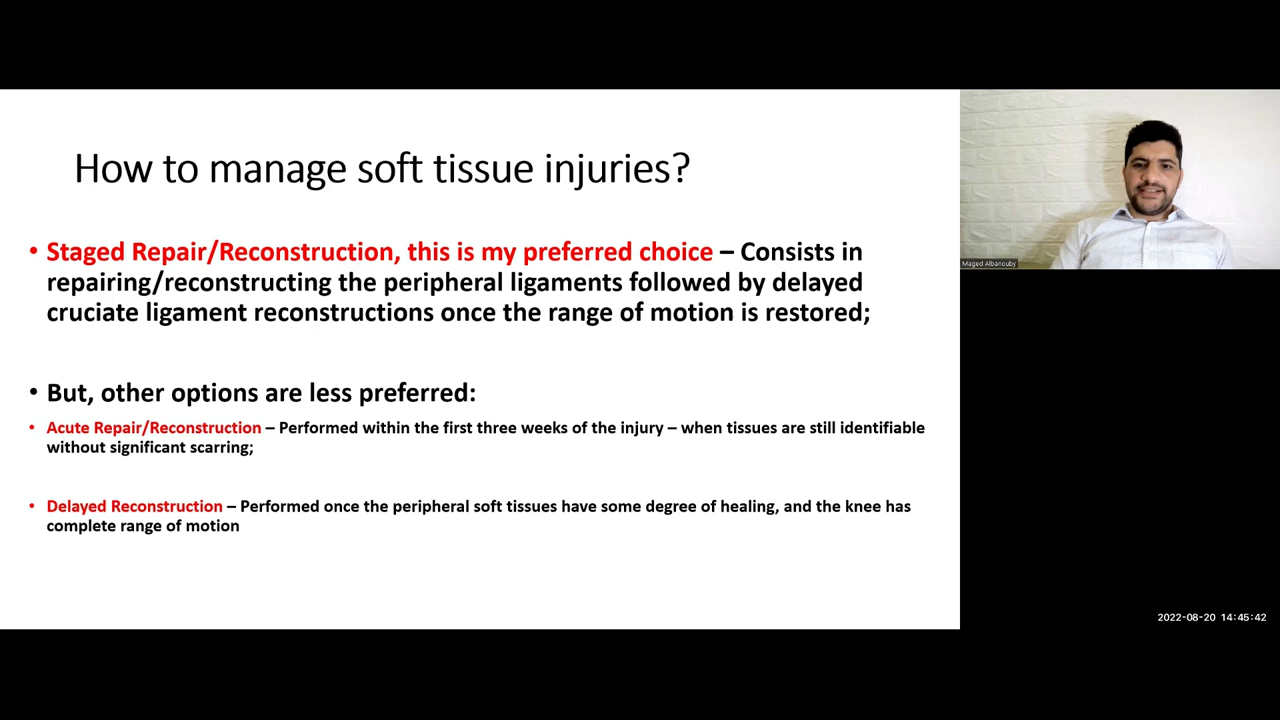 How to manage soft tissue injuries?
• Staged Repair/Reconstruction, this is my preferred choice – Consists in
repairing/reconstructing the peripheral ligaments followed by delayed
cruciate ligament reconstructions once the range of motion is restored;
• But, other options are less preferred:
• Acute Repair/Reconstruction – Performed within the first three weeks of the injury – when tissues are still identifiable
without significant scarring;
• Delayed Reconstruction – Performed once the peripheral soft tissues have some degree of healing, and the knee has
complete range of motion
Maged Albanouby
2022-08-20 14:45:42